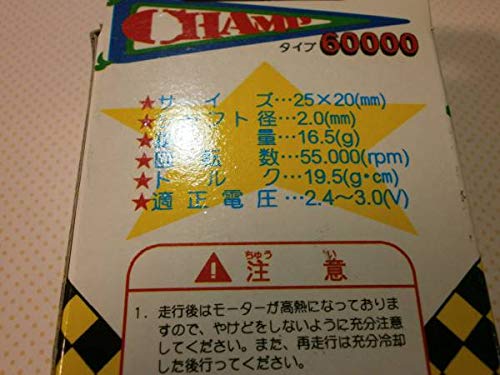 CHAMP
タイプ 60000
★サイズ…25×20(mm)
★シャフト径…2.0(mm)
★ 量…16.5(g)
★回転数…55.000(rpm)
★トルク…19.5(g·cm)
★適正電圧…2.4～3.0(V)
ちゅう い
注意
1. 走行後はモーターが高熱になっておりま
すので、やけどをしないように充分注意
してください。また、再走行は充分冷却し
た後行ってください。